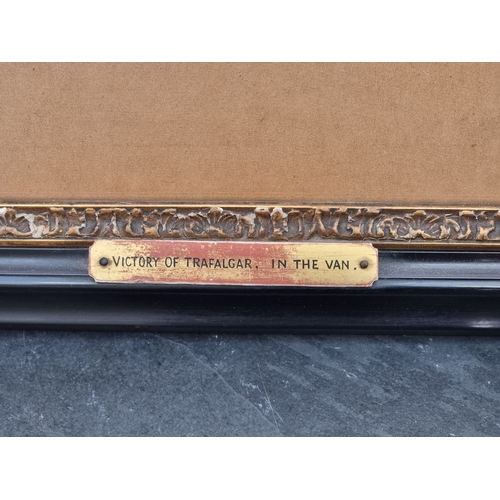 VICTORY OF TRAFALGAR. IN THE VAN.